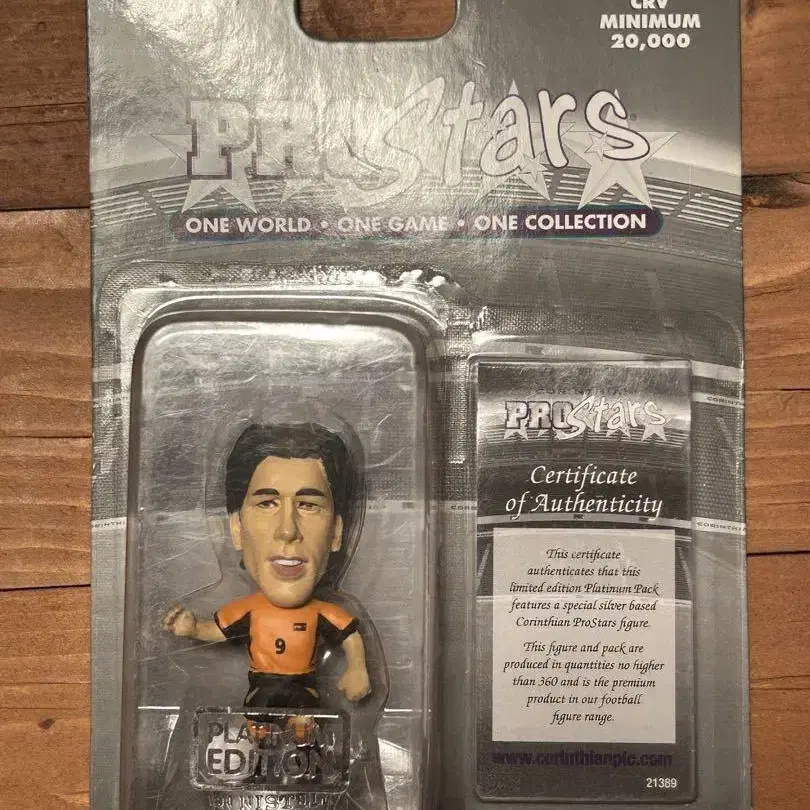 CRV
MINIMUM
20,000
PROStars
ONE WORLD • ONE GAME • ONE COLLECTION
PROStars
Certificate
of Authenticity
This certificate
authenticates that this
limited edition Platinum Pack
features a special silver based
Corinthian ProStars figure.
This figure and pack are
produced in quantities no higher
than 360 and is the premium
product in our football
figure range.
www.corinthianplc.com
21389
9
PLATINUM
EDITION